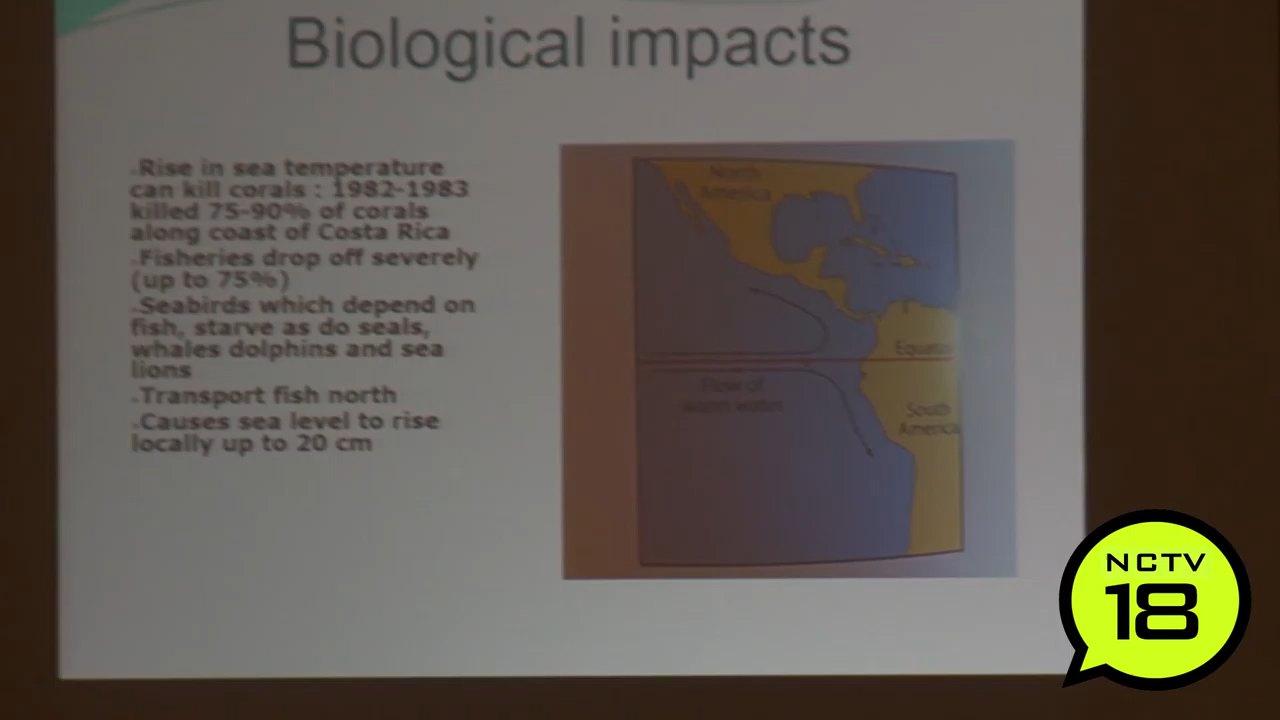 Biological impacts
.Rise in sea temperature
can kill corals : 1982-1983
killed 75-90% of corals
along coast of Costa Rica
.Fisheries drop off severely
(up to 75%)
.Seabirds which depend on
fish, starve as do seals,
whales dolphins and sea
lions
.Transport fish north
.Causes sea level to rise
locally up to 20 cm
North
America
Equator
Flow of
warm water
South
America
NCTV
18